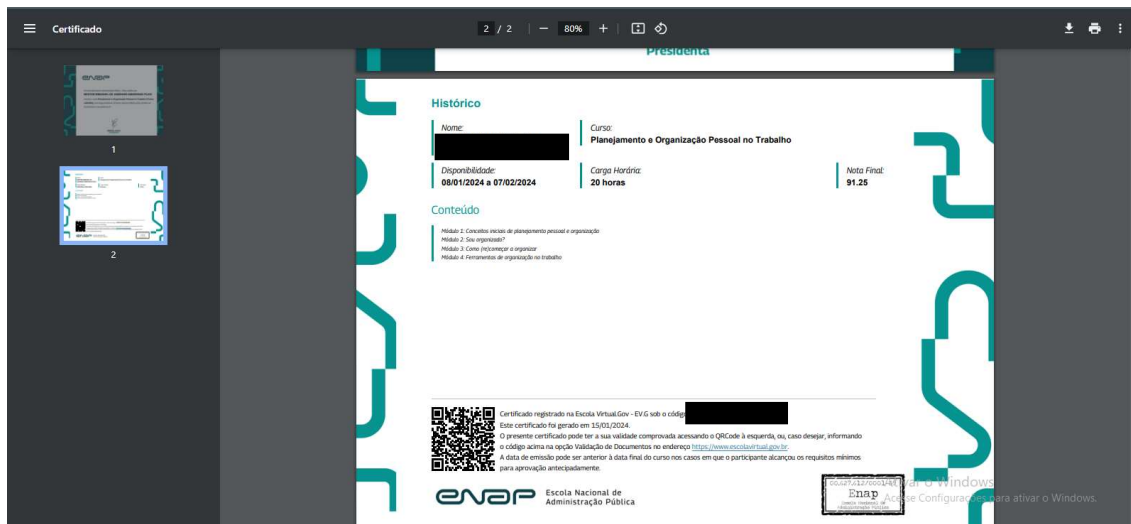 Certificado
2 / 2
80%
enap
1
2
Presidenta
Histórico
Nome:
Curso:
Planejamento e Organização Pessoal no Trabalho
Disponibilidade:
08/01/2024 a 07/02/2024
Carga Horária:
20 horas
Nota Final:
91.25
Conteúdo
Módulo 1: Conceitos iniciais de planejamento pessoal e organização
Módulo 2: Sou organizado?
Módulo 3: Como (re)começar a organizar
Módulo 4: Ferramentas de organização no trabalho
Certificado registrado na Escola Virtual.Gov - EV.G sob o código
Este certificado foi gerado em 15/01/2024.
O presente certificado pode ter a sua validade comprovada acessando o QRCode à esquerda, ou, caso desejar, informando
o código acima na opção Validação de Documentos no endereço https://www.escolavirtual.gov.br.
A data de emissão pode ser anterior à data final do curso nos casos em que o participante alcançou os requisitos mínimos
para aprovação antecipadamente.
enap
Escola Nacional de
Administração Pública
Enap
Escola Nacional de
Administração Pública
o Windows
Configurações para ativar o Windows.